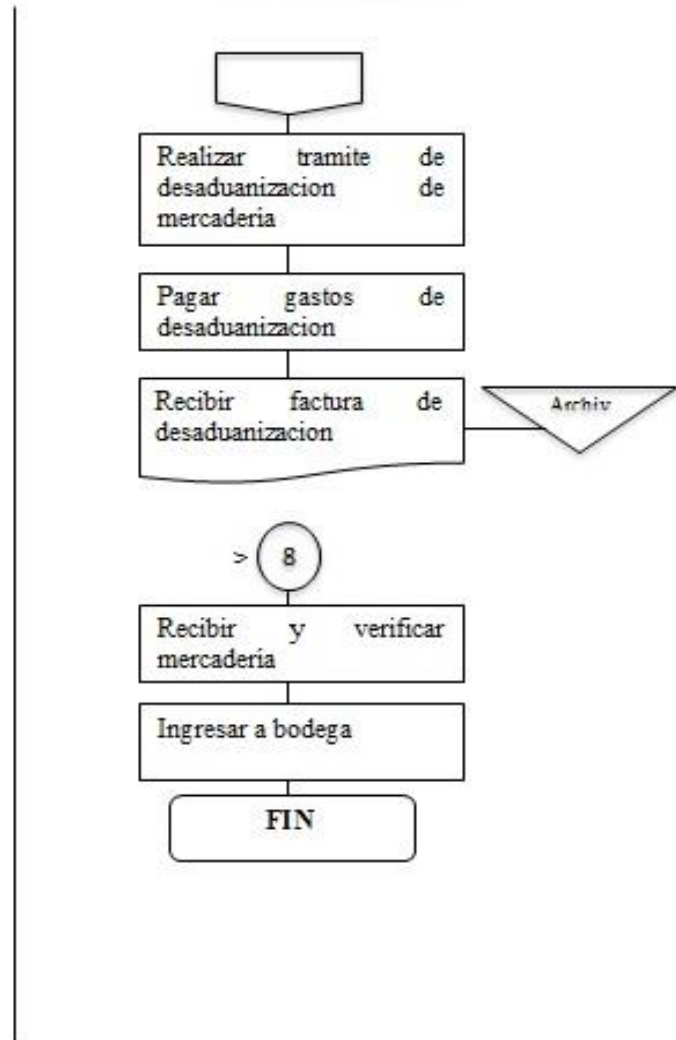 Realizar tramite de
desaduanizacion de
mercaderia
Pagar gastos de
desaduanizacion
Recibir factura de
desaduanizacion
Archiv
> 8
Recibir y verificar
mercadería
Ingresar a bodega
FIN